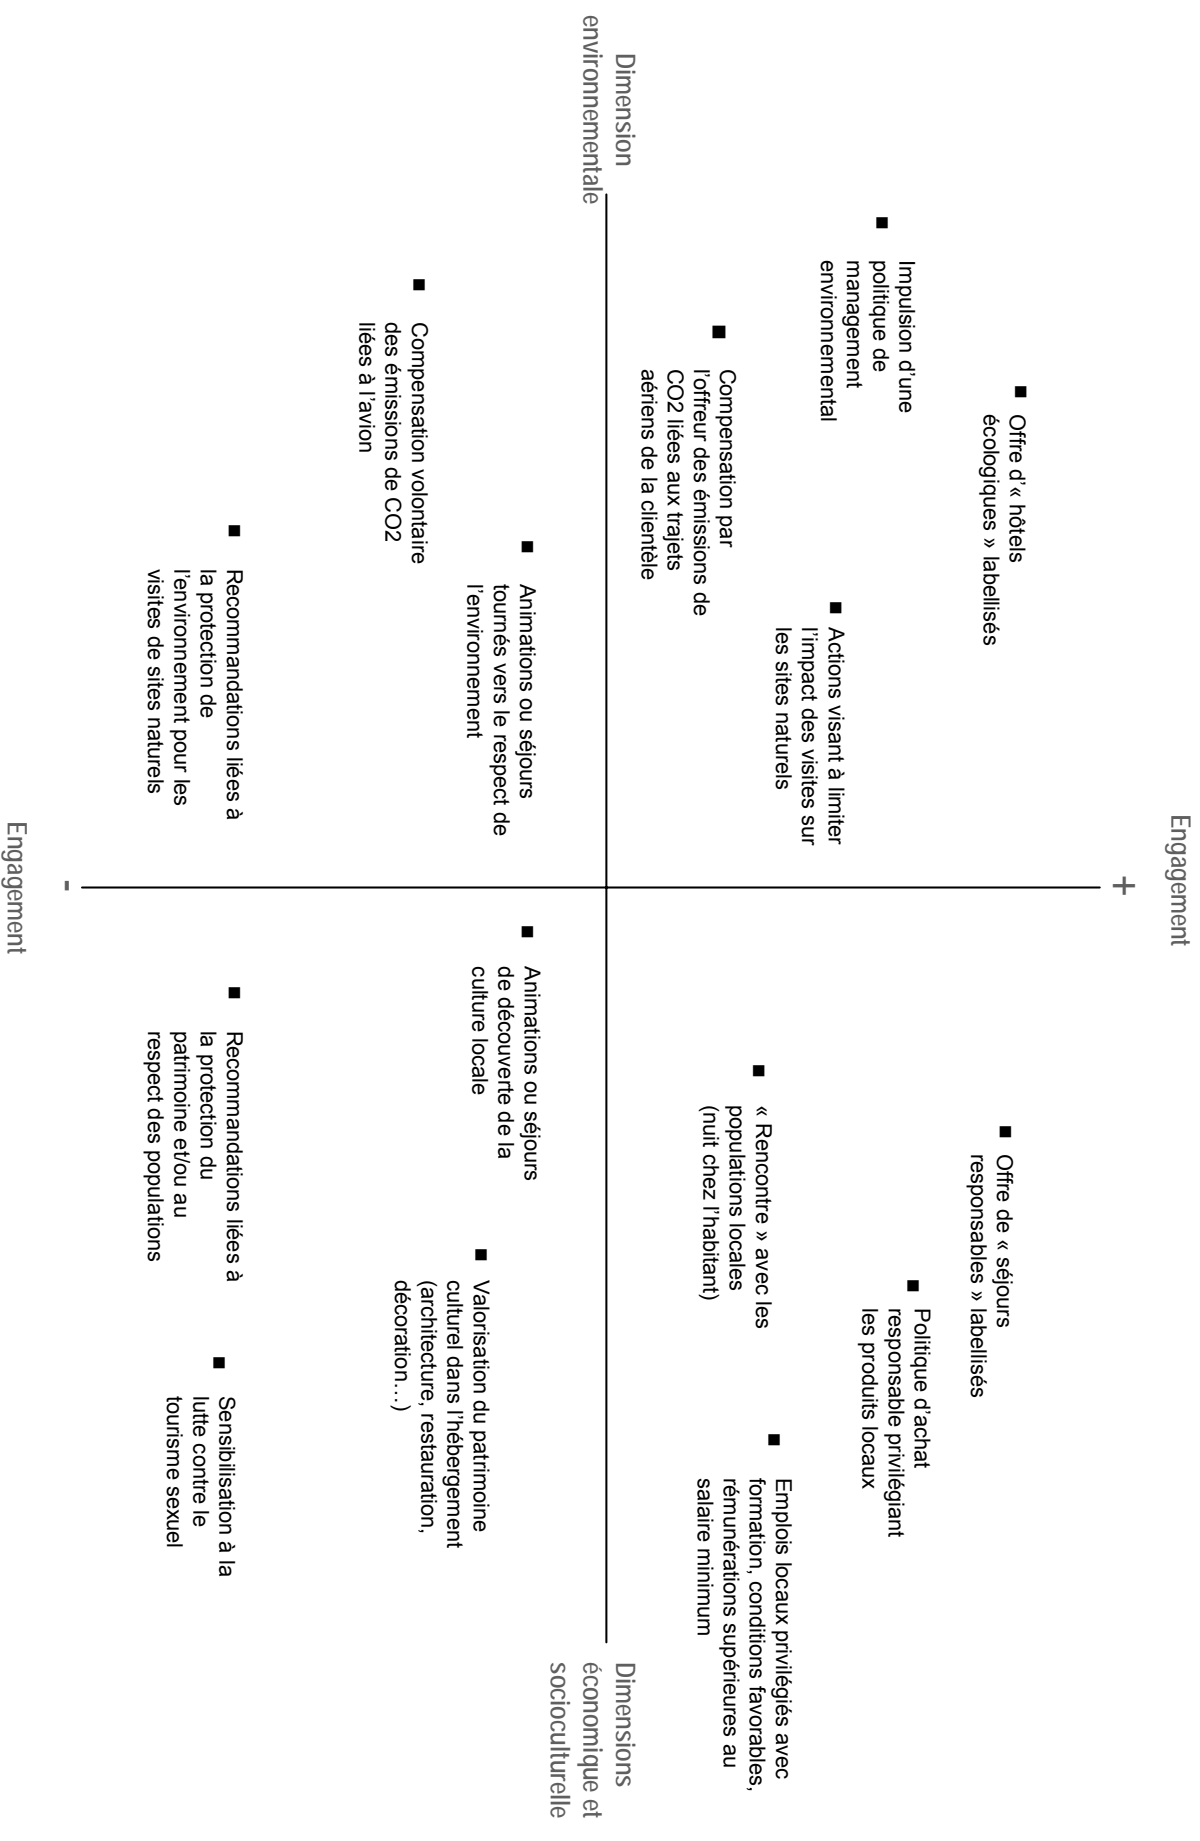 Engagement
+
Offre d'« hôtels
écologiques » labellisés
Impulsion d'une
politique de
management
environnemental
Actions visant à limiter
l'impact des visites sur
les sites naturels
Compensation par
l'offreur des émissions de
CO2 liées aux trajets
aériens de la clientèle
Offre de « séjours
responsables » labellisés
Politique d'achat
responsable privilégiant
les produits locaux
« Rencontre » avec les
populations locales
(nuit chez l'habitant)
Emplois locaux privilégiés avec
formation, conditions favorables,
rémunérations supérieures au
salaire minimum
Dimension
environnementale
Dimensions
économique et
socioculturelle
Animations ou séjours
tournés vers le respect de
l'environnement
Compensation volontaire
des émissions de CO2
liées à l'avion
Recommandations liées à
la protection de
l'environnement pour les
visites de sites naturels
Animations ou séjours
de découverte de la
culture locale
Valorisation du patrimoine
culturel dans l'hébergement
(architecture, restauration,
décoration…)
Recommandations liées à
la protection du
patrimoine et/ou au
respect des populations
Sensibilisation à la
lutte contre le
tourisme sexuel
-
Engagement